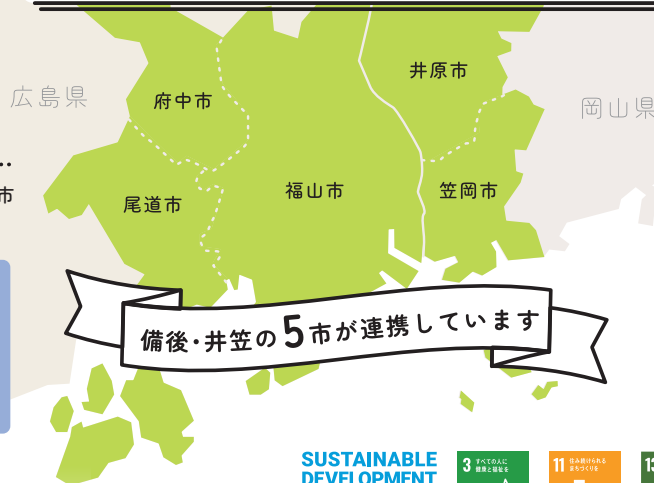 井原市
広島県
府中市
岡山県
市
尾道市
福山市
笠岡市
備後・井笠の5市が連携しています
SUSTAINABLE
DEVELOPMENT
3 すべての人に
健康と福祉を
11 住み続けられる
まちづくりを